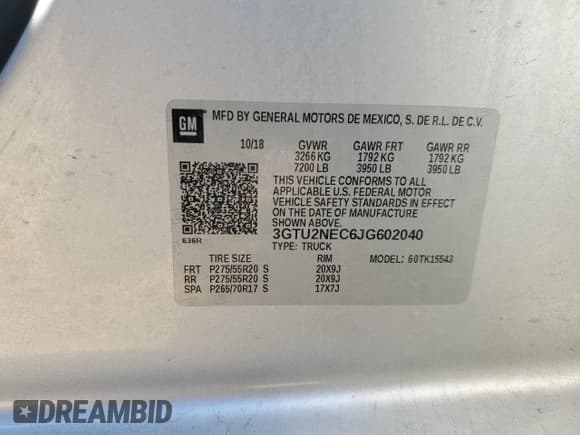 GM
MFD BY GENERAL MOTORS DE MEXICO, S. DE R.L. DE C.V.
10/18 GVWR GAWR FRT GAWR RR
3266 KG 1792 KG 1792 KG
7200 LB 3950 LB 3950 LB
THIS VEHICLE CONFORMS TO ALL
APPLICABLE U.S. FEDERAL MOTOR
VEHICLE SAFETY STANDARDS IN EFFECT
ON THE DATE OF MANUFACTURE
SHOWN ABOVE.
636R 3GTU2NEC6JG602040
TYPE: TRUCK
TIRE SIZE RIM MODEL: 60TK15543
FRT P275/55R20 S 20X9J
RR P275/55R20 S 20X9J
SPA P265/70R17 S 17X7J
DREAMBID